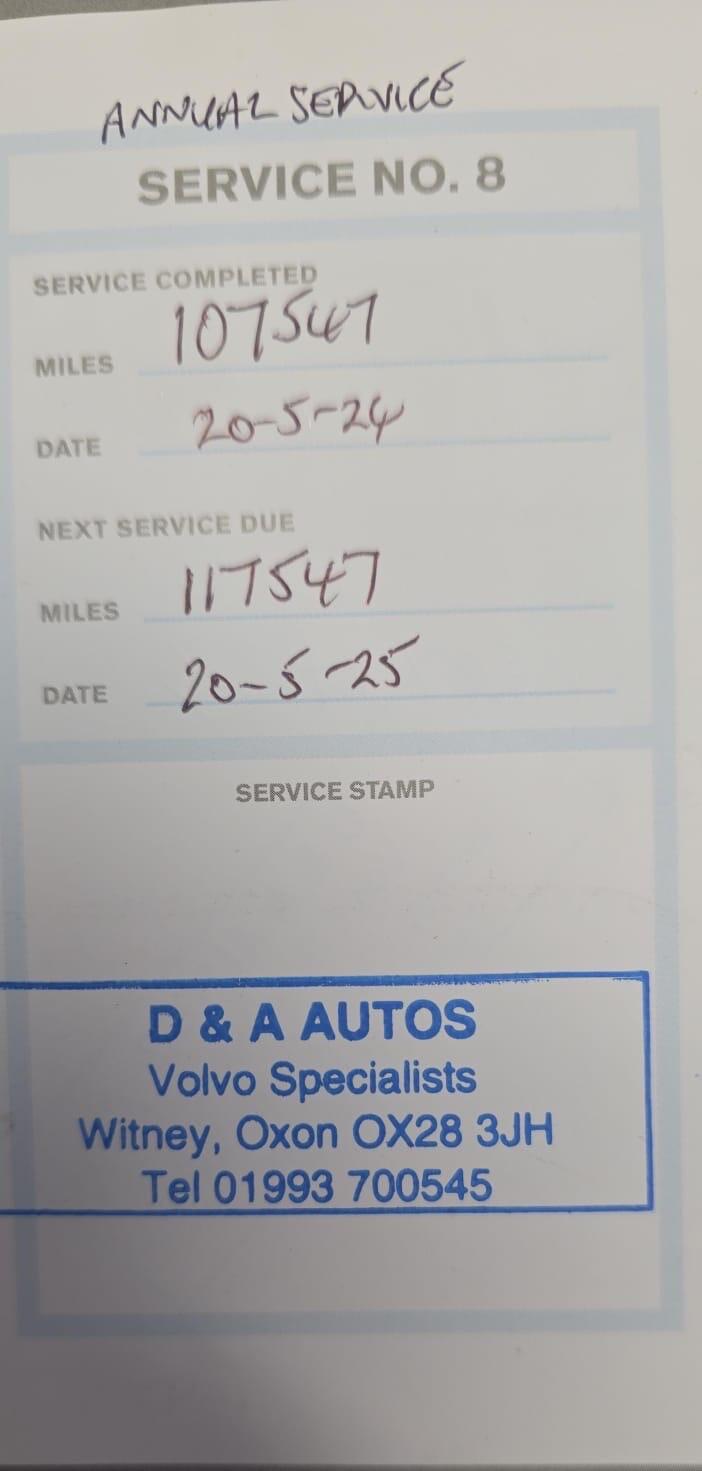 ANNUAL SERVICE
SERVICE NO. 8
SERVICE COMPLETED
MILES 107547
DATE 20-5-24
NEXT SERVICE DUE
MILES 117547
DATE 20-5-25
SERVICE STAMP
D & A AUTOS
Volvo Specialists
Witney, Oxon OX28 3JH
Tel 01993 700545